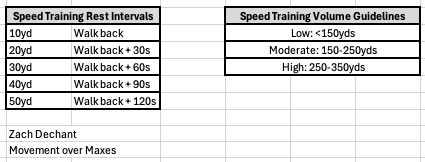 Speed Training Rest Intervals
10yd Walk back
20yd Walk back + 30s
30yd Walk back + 60s
40yd Walk back + 90s
50yd Walk back + 120s
Speed Training Volume Guidelines
Low: <150yds
Moderate: 150-250yds
High: 250-350yds
Zach Dechant
Movement over Maxes